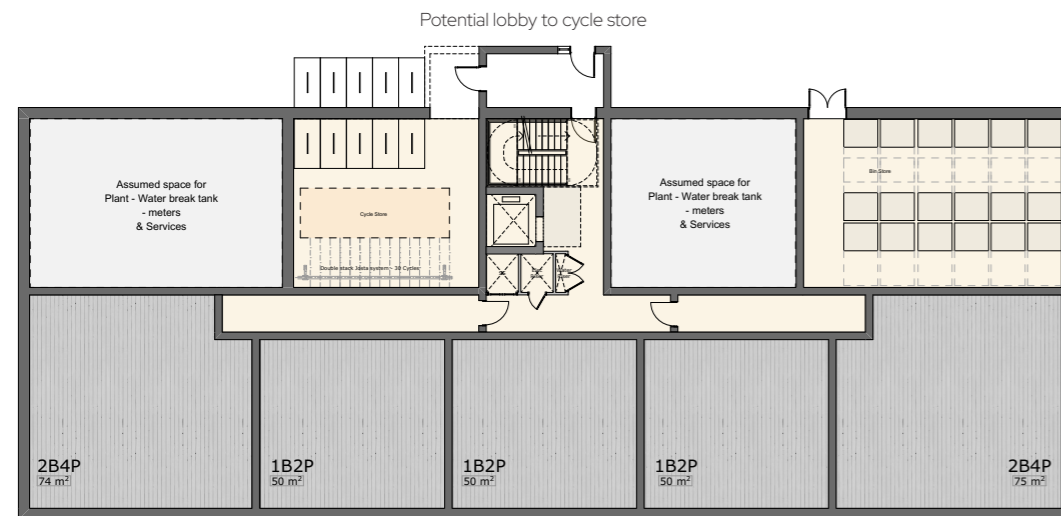 Potential lobby to cycle store
Assumed space for
Plant - Water break tank
- meters
& Services
Cycle Store
Double stack Josta system - 30 Cycles
Assumed space for
Plant - Water break tank
- meters
& Services
Bin Store
2B4P
74 m²
1B2P
50 m²
1B2P
50 m²
1B2P
50 m²
2B4P
75 m²